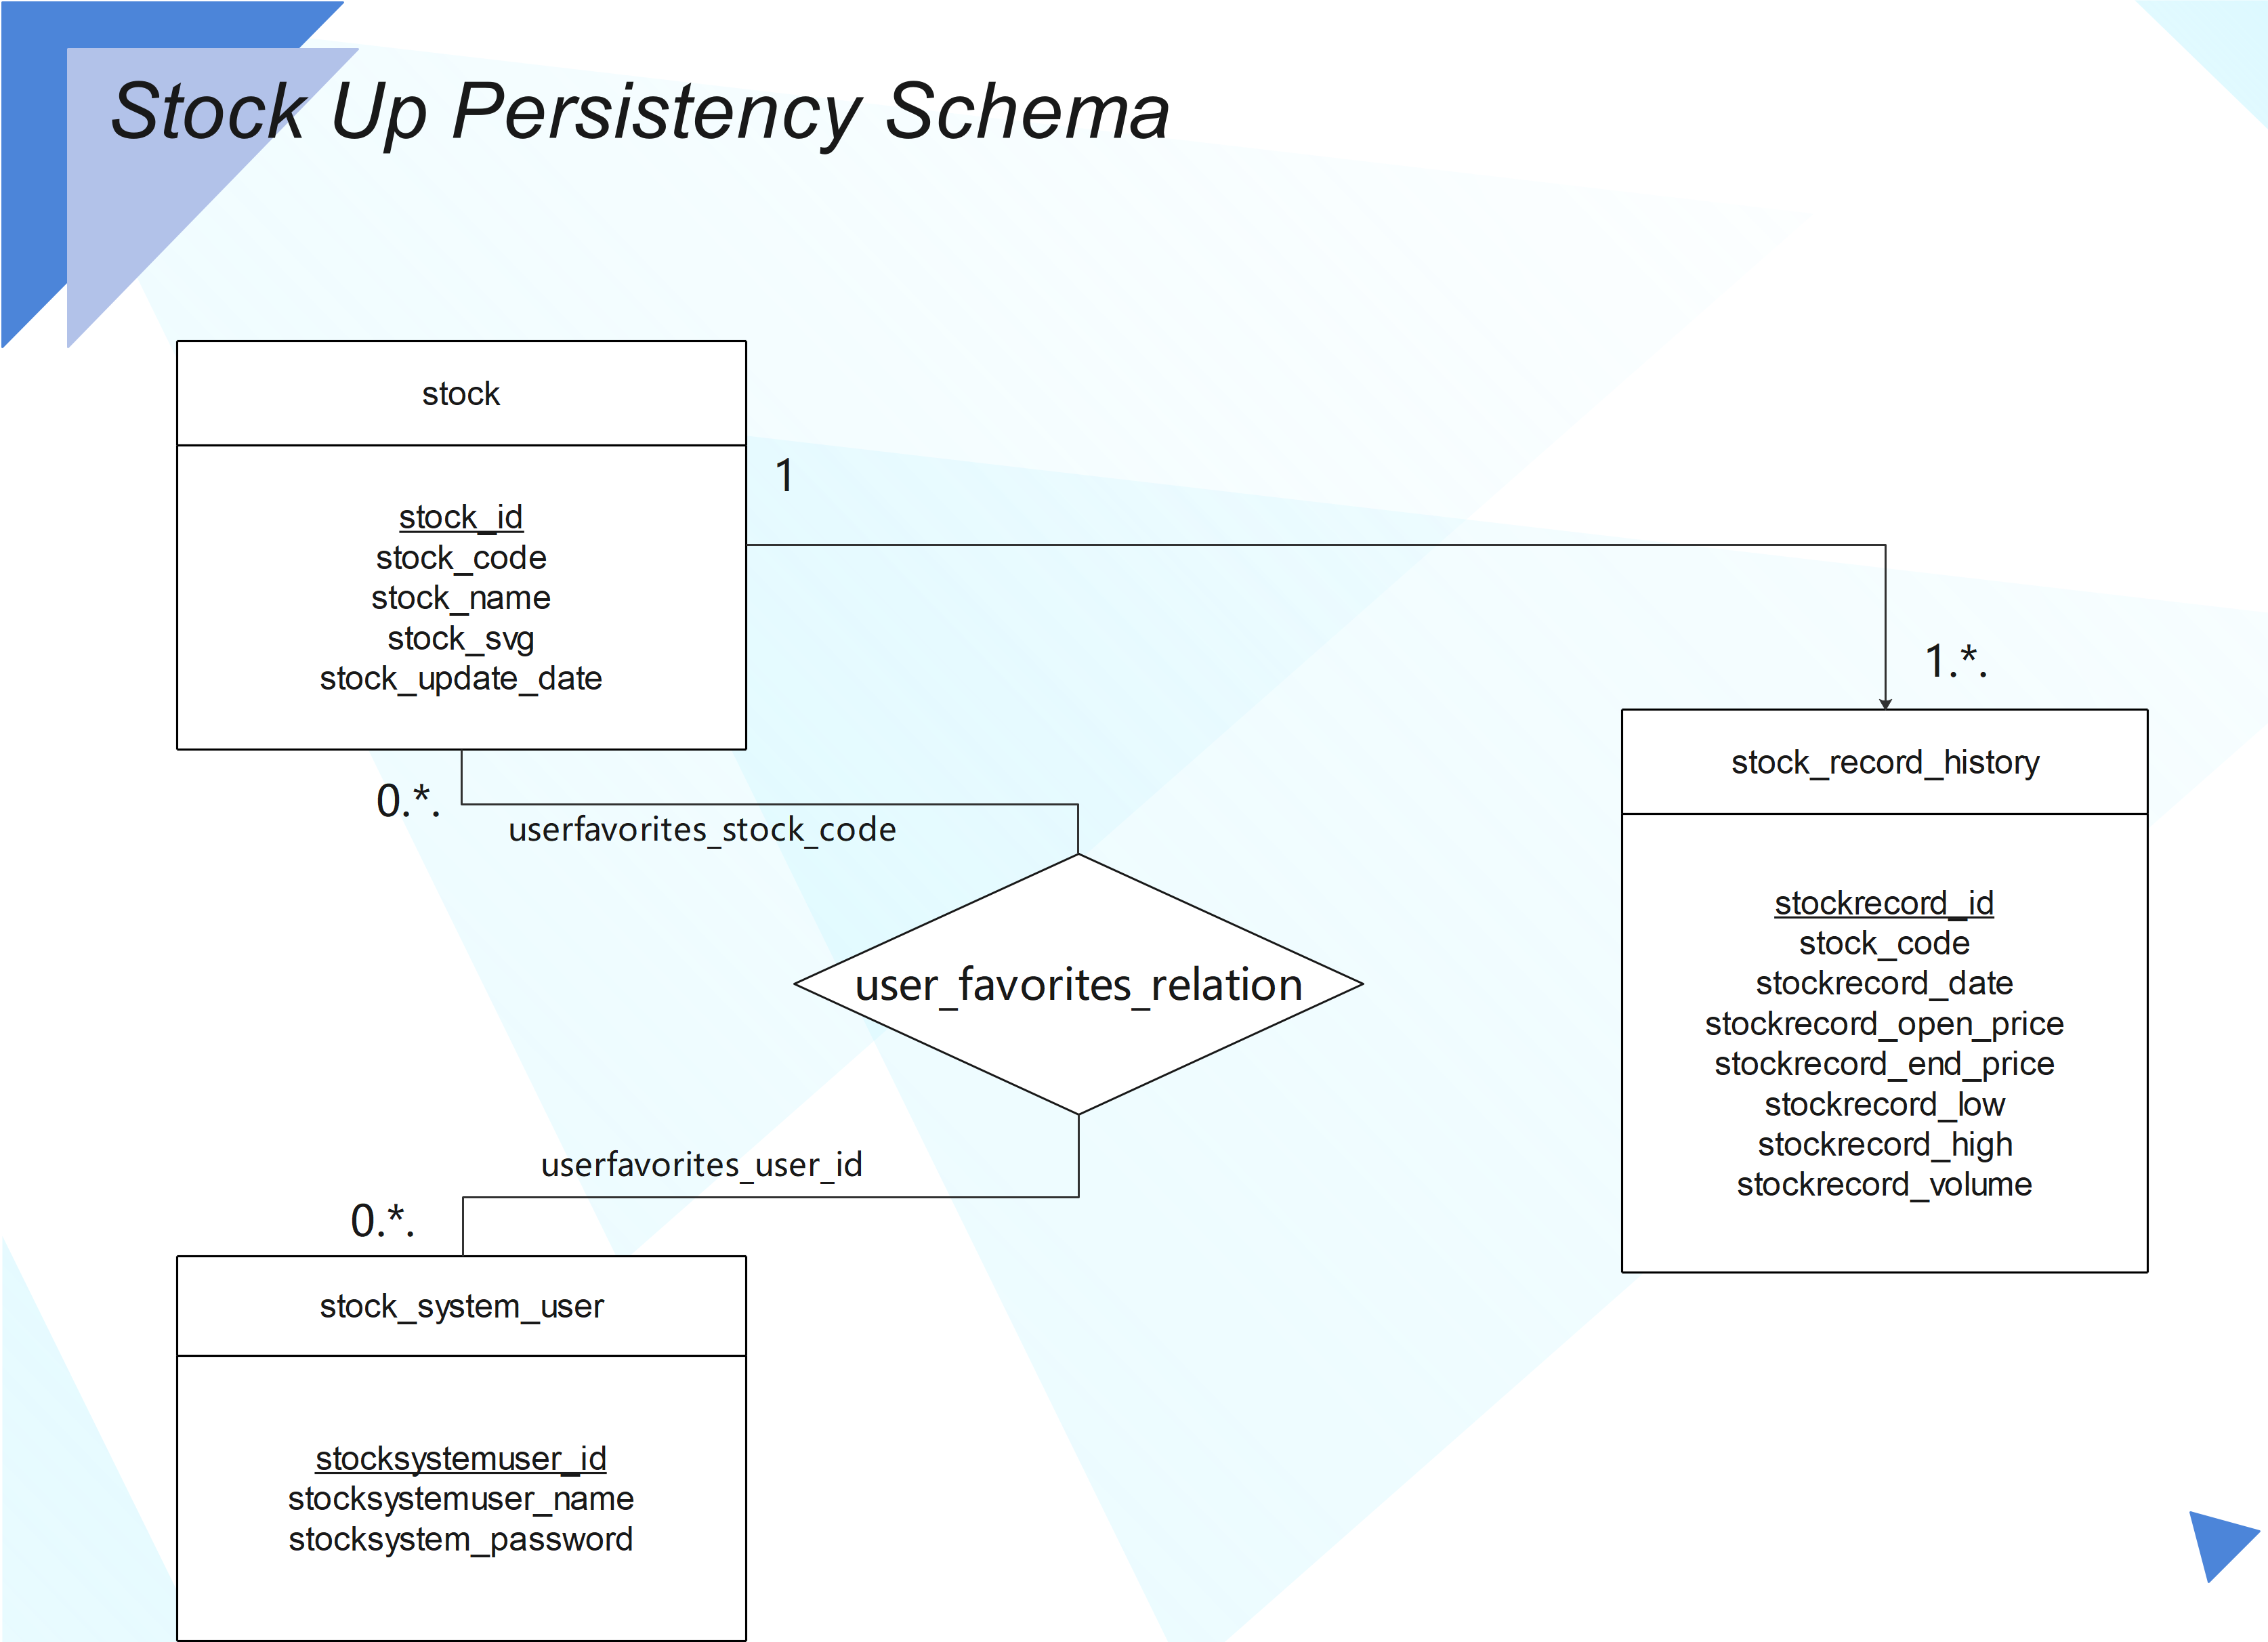 Stock Up Persistency Schema
stock
stock_id
stock_code
stock_name
stock_svg
stock_update_date
1
1.*.
0.*.
userfavorites_stock_code
user_favorites_relation
userfavorites_user_id
0.*.
stock_system_user
stocksystemuser_id
stocksystemuser_name
stocksystem_password
stock_record_history
stockrecord_id
stock_code
stockrecord_date
stockrecord_open_price
stockrecord_end_price
stockrecord_low
stockrecord_high
stockrecord_volume